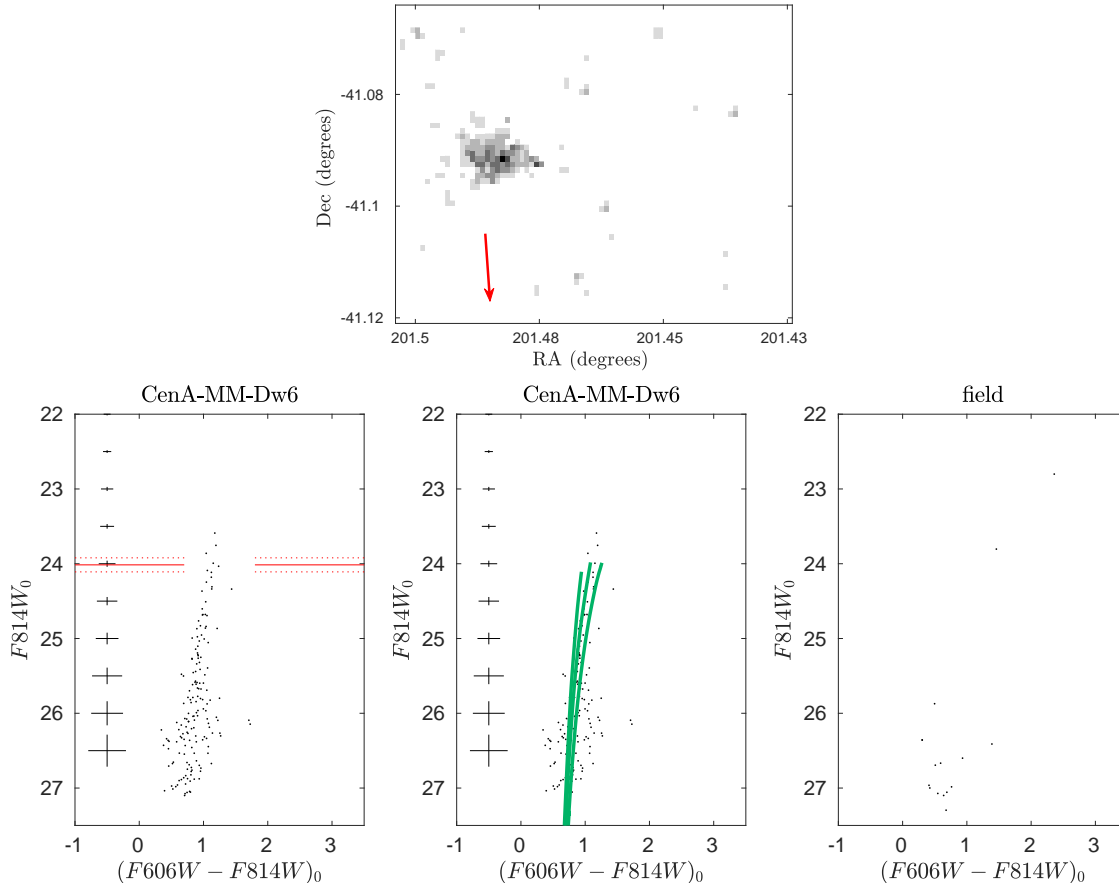 -41.08
-41.1
-41.12
Dec (degrees)
201.5 201.48 201.45 201.43
RA (degrees)
CenA-MM-Dw6 CenA-MM-Dw6 field
22 22 22
23 23 23
24 24 24
25 25 25
26 26 26
27 27 27
F814W₀ F814W₀ F814W₀
-1 0 1 2 3 -1 0 1 2 3 -1 0 1 2 3
(F606W − F814W)₀ (F606W − F814W)₀ (F606W − F814W)₀